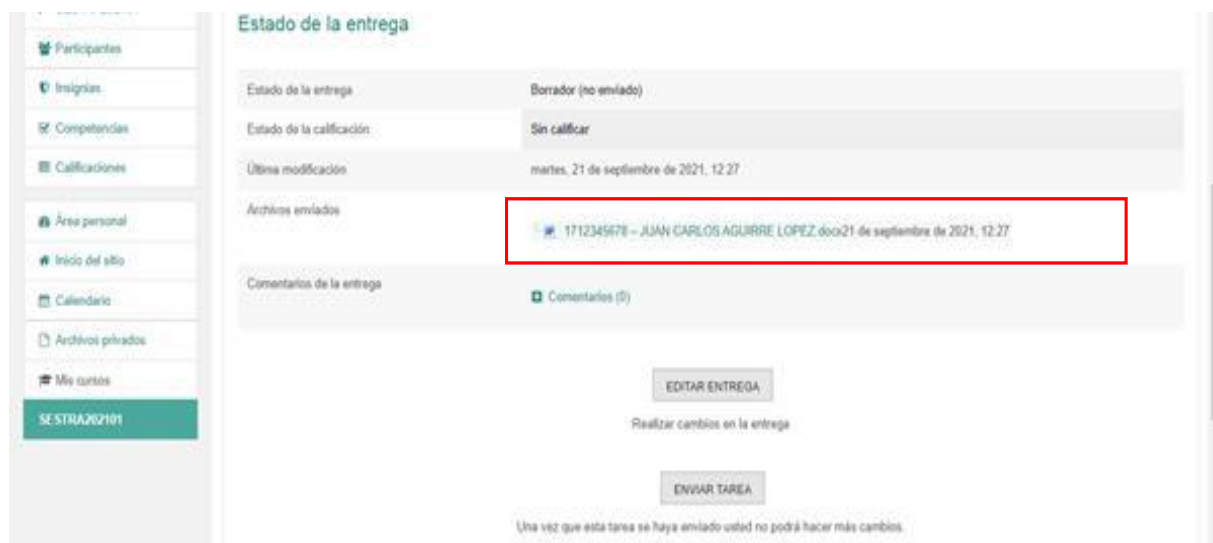 Estado de la entrega
Participantes
Insignias
Estado de la entrega Borrador (no enviado)
Competencias
Estado de la calificación Sin calificar
Calificaciones
Última modificación martes, 21 de septiembre de 2021, 12:27
Área personal
Archivos enviados
1712345678 – JUAN CARLOS AGUIRRE LOPEZ.docx21 de septiembre de 2021, 12:27
Inicio del sitio
Calendario
Comentarios de la entrega Comentarios (0)
Archivos privados
Mis cursos
EDITAR ENTREGA
SESTRA202101
Realizar cambios en la entrega
ENVIAR TAREA
Una vez que esta tarea se haya enviado usted no podrá hacer más cambios.